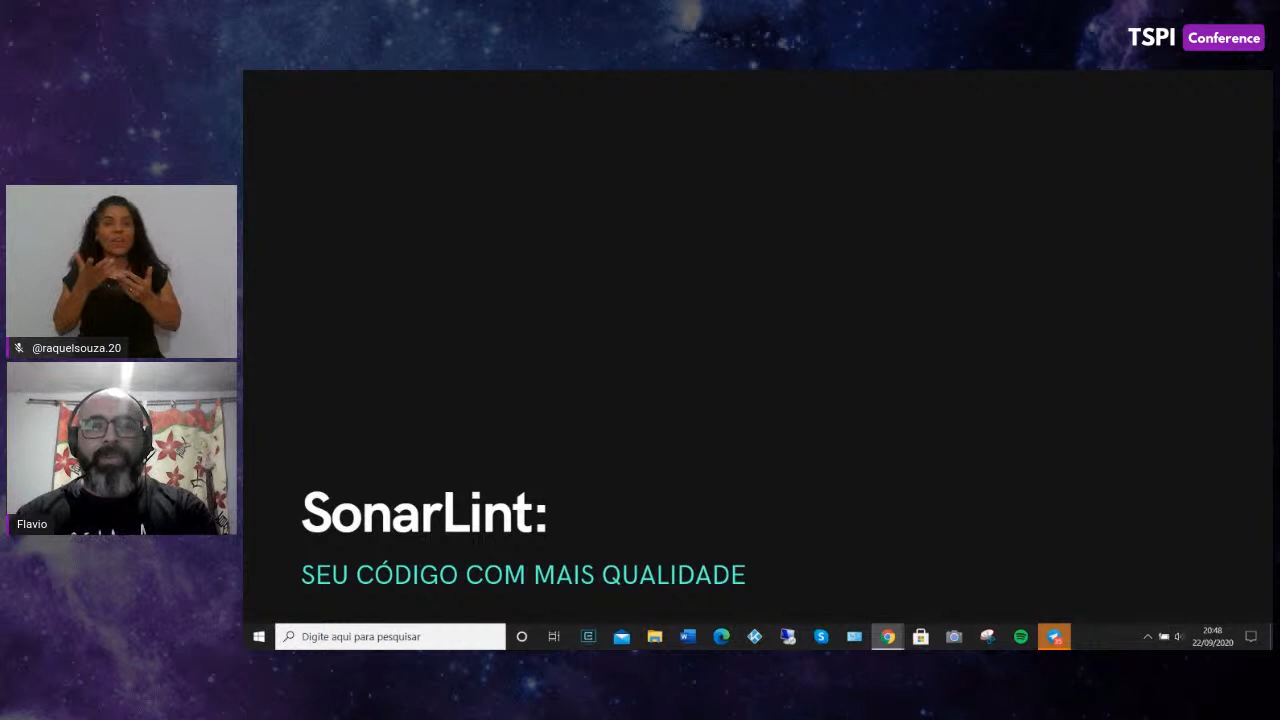 TSPI Conference
@raquelsouza.20
Flavio
SonarLint:
SEU CÓDIGO COM MAIS QUALIDADE
Digite aqui para pesquisar
20:48
22/09/2020